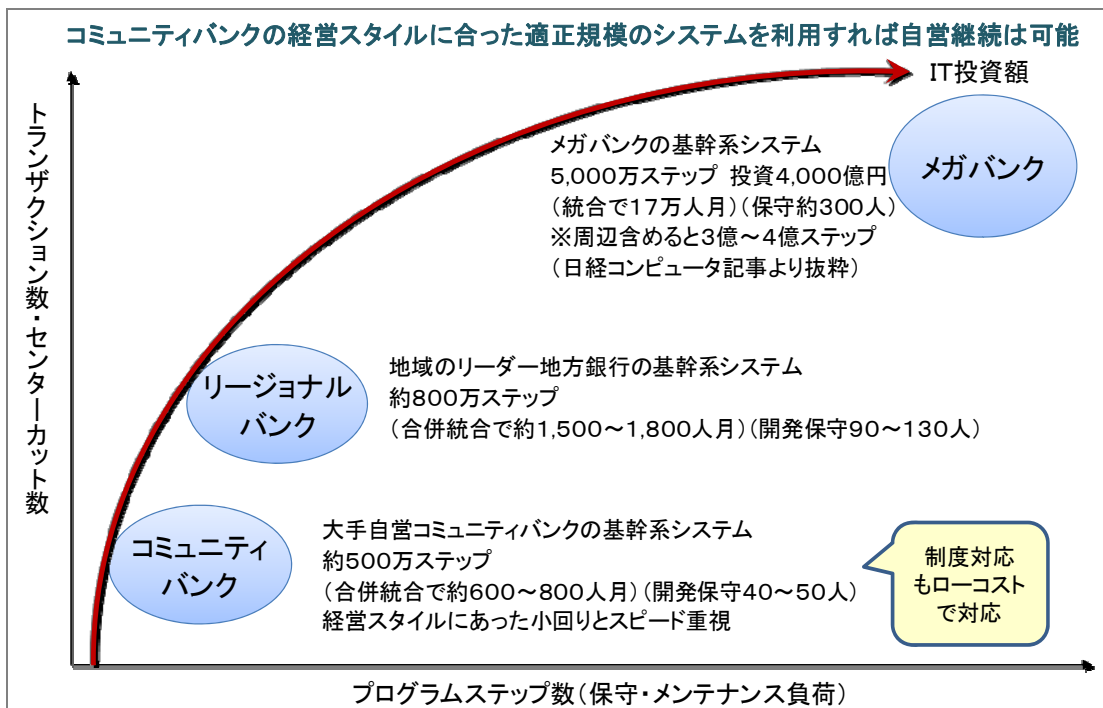 コミュニティバンクの経営スタイルに合った適正規模のシステムを利用すれば自営継続は可能
トランザクション数・センターカット数
IT投資額
メガバンク
メガバンクの基幹系システム
5,000万ステップ 投資4,000億円
(統合で17万人月)(保守約300人)
※周辺含めると3億~4億ステップ
(日経コンピュータ記事より抜粋)
リージョナル
バンク
地域のリーダー地方銀行の基幹系システム
約800万ステップ
(合併統合で約1,500~1,800人月)(開発保守90~130人)
コミュニティ
バンク
大手自営コミュニティバンクの基幹系システム
約500万ステップ
(合併統合で約600~800人月)(開発保守40~50人)
経営スタイルにあった小回りとスピード重視
制度対応
もローコスト
で対応
プログラムステップ数(保守・メンテナンス負荷)